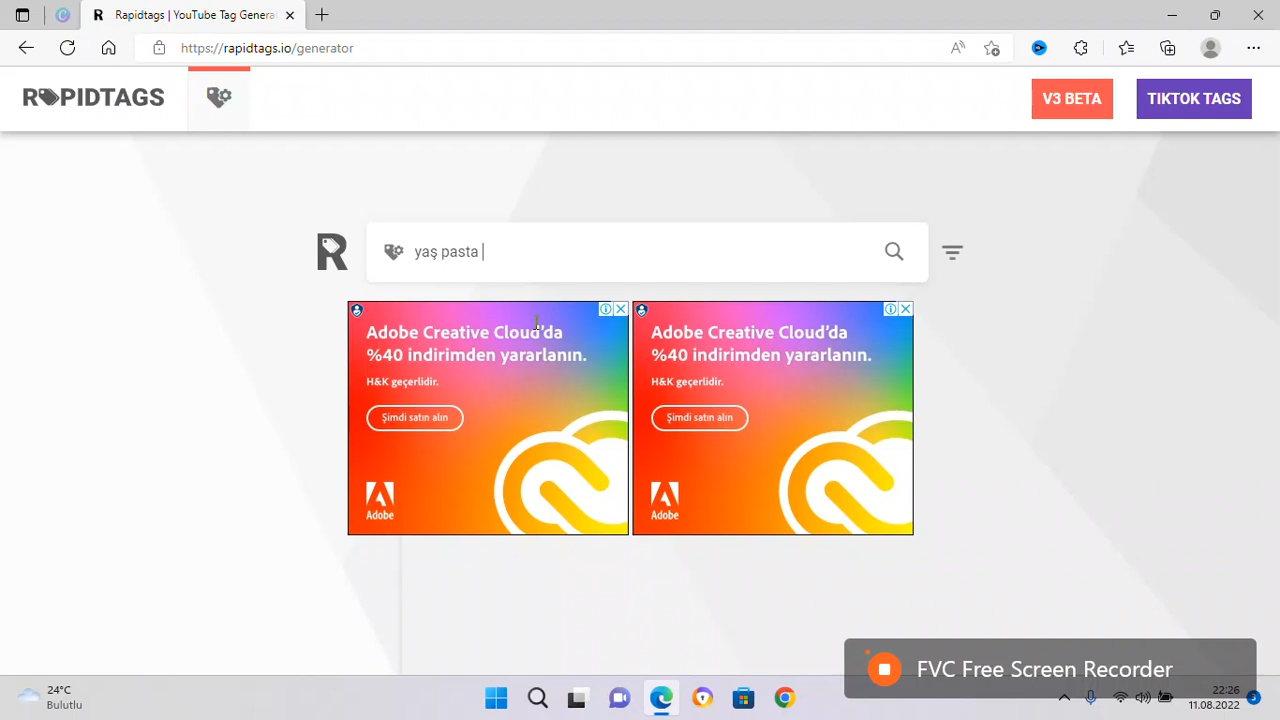 Rapidtags | YouTube Tag Genera
https://rapidtags.io/generator
RAPIDTAGS
V3 BETA
TIKTOK TAGS
yaş pasta
Adobe Creative Cloud'da
%40 indirimden yararlanın.
H&K geçerlidir.
Şimdi satın alın
Adobe
Adobe Creative Cloud'da
%40 indirimden yararlanın.
H&K geçerlidir.
Şimdi satın alın
Adobe
FVC Free Screen Recorder
24°C
Bulutlu
22:26
11.08.2022
3